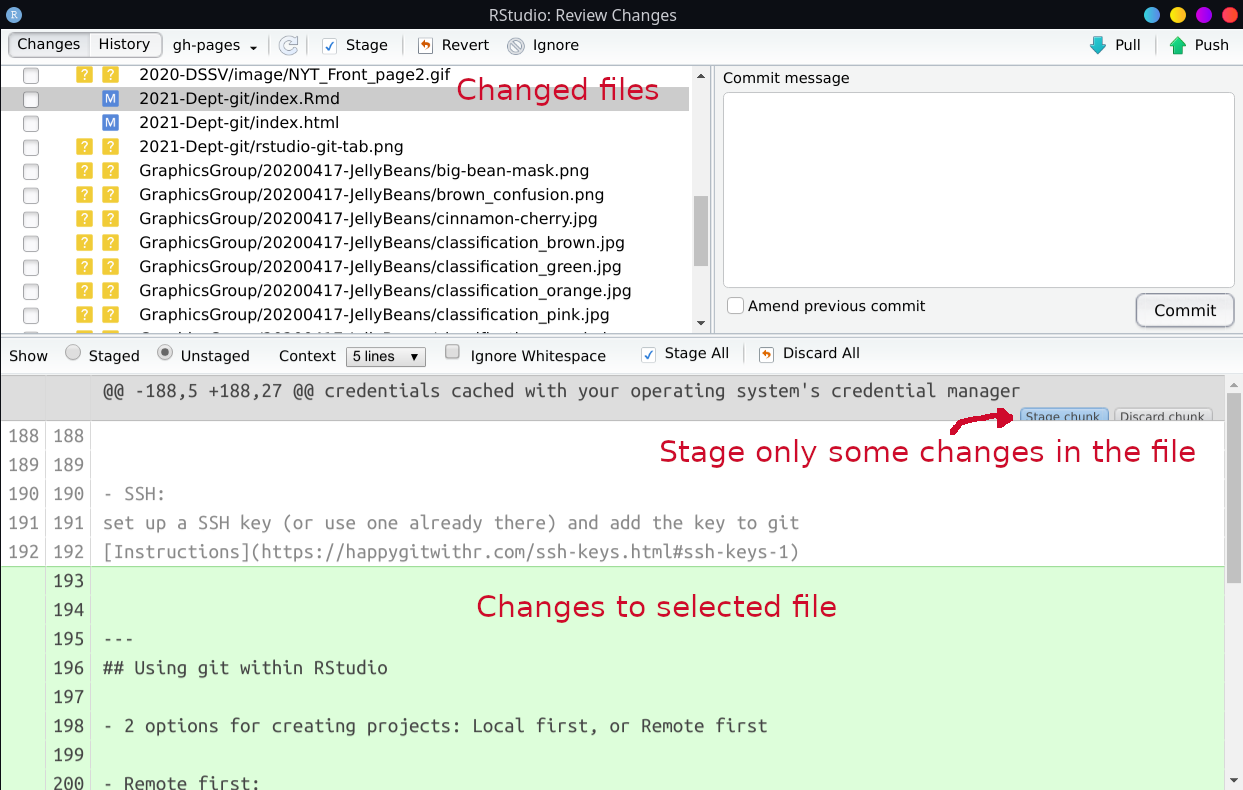 RStudio: Review Changes
Changes History gh-pages Stage Revert Ignore Pull Push
2020-DSSV/image/NYT_Front_page2.gif
Changed files
M 2021-Dept-git/index.Rmd
M 2021-Dept-git/index.html
? ? 2021-Dept-git/rstudio-git-tab.png
? ? GraphicsGroup/20200417-JellyBeans/big-bean-mask.png
? ? GraphicsGroup/20200417-JellyBeans/brown_confusion.png
? ? GraphicsGroup/20200417-JellyBeans/cinnamon-cherry.jpg
? ? GraphicsGroup/20200417-JellyBeans/classification_brown.jpg
? ? GraphicsGroup/20200417-JellyBeans/classification_green.jpg
? ? GraphicsGroup/20200417-JellyBeans/classification_orange.jpg
? ? GraphicsGroup/20200417-JellyBeans/classification_pink.jpg
Commit message
Amend previous commit
Commit
Show Staged Unstaged Context 5 lines Ignore Whitespace Stage All Discard All
@@ -188,5 +188,27 @@ credentials cached with your operating system's credential manager
Stage chunk Discard chunk
Stage only some changes in the file
188 188
189 189
190 190 - SSH:
191 191 set up a SSH key (or use one already there) and add the key to git
192 192 [Instructions](https://happygitwithr.com/ssh-keys.html#ssh-keys-1)
193
Changes to selected file
194
195 ---
196 ## Using git within RStudio
197
198 - 2 options for creating projects: Local first, or Remote first
199
200 - Remote first: